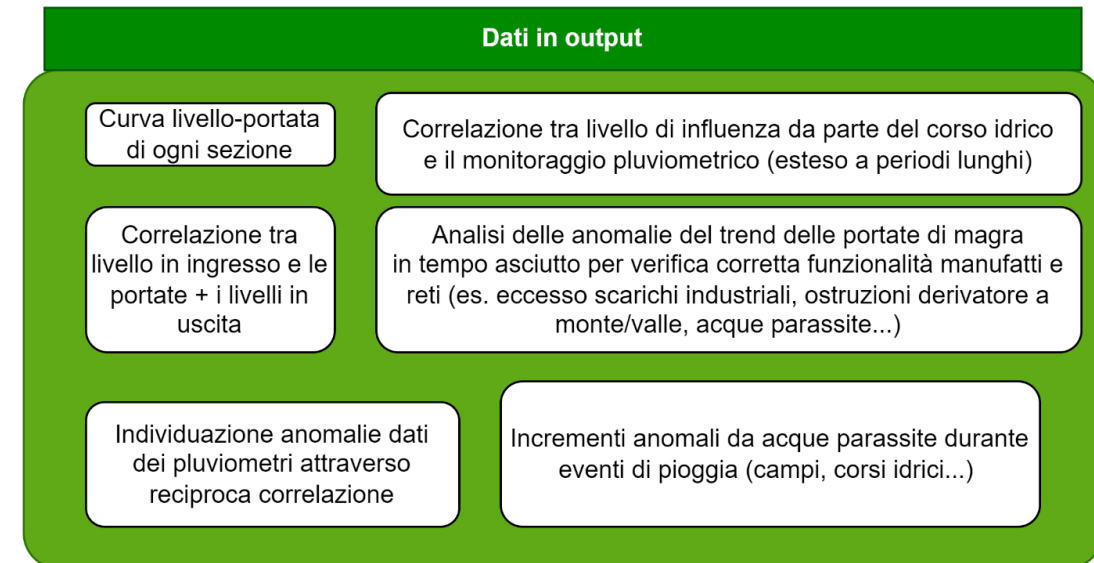 Dati in output
Curva livello-portata
di ogni sezione
Correlazione tra livello di influenza da parte del corso idrico
e il monitoraggio pluviometrico (esteso a periodi lunghi)
Correlazione tra
livello in ingresso e le
portate + i livelli in
uscita
Analisi delle anomalie del trend delle portate di magra
in tempo asciutto per verifica corretta funzionalità manufatti e
reti (es. eccesso scarichi industriali, ostruzioni derivatore a
monte/valle, acque parassite...)
Individuazione anomalie dati
dei pluviometri attraverso
reciproca correlazione
Incrementi anomali da acque parassite durante
eventi di pioggia (campi, corsi idrici...)